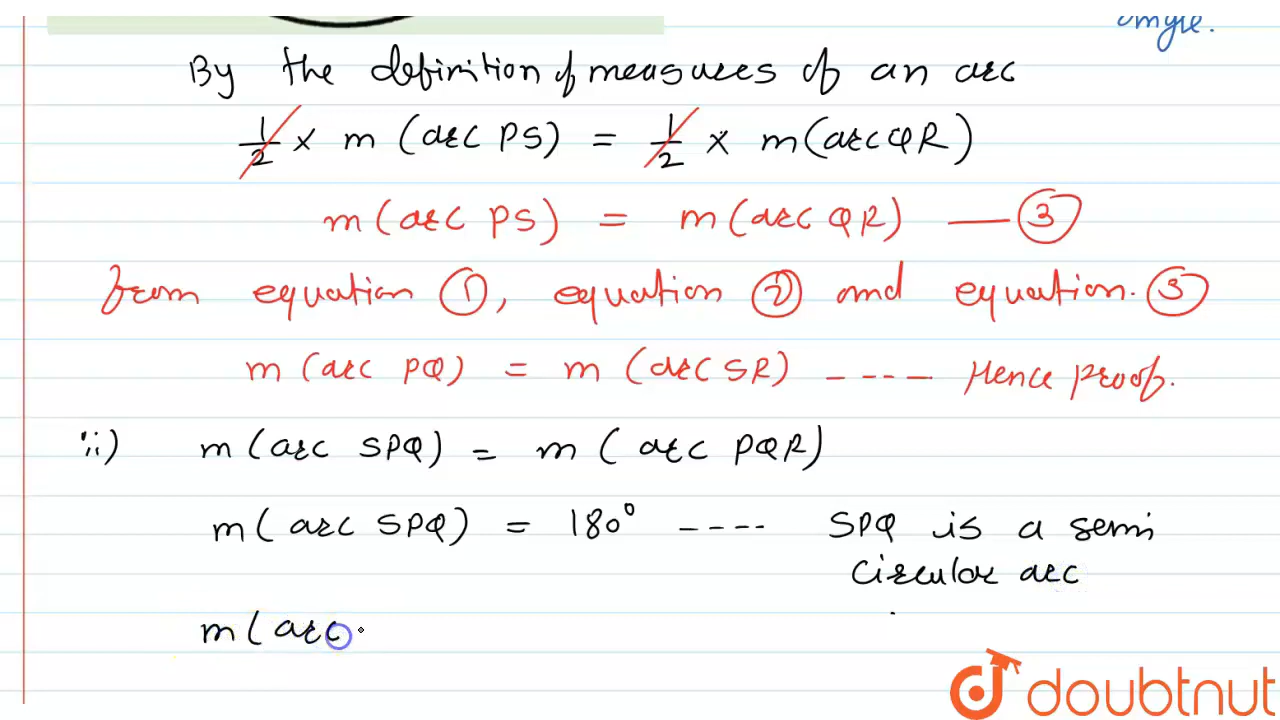 angle.
By the definition of measures of an arc
1/2 × m (arc PS) = 1/2 × m(arc QR)
m(arc PS) = m(arc QR) — 3
from equation 1, equation 2 and equation. 3
m (arc PQ) = m (arc SR) ---- Hence proof.
ii) m(arc SPQ) = m (arc PQR)
m(arc SPQ) = 180° ---- SPQ is a semi
circular arc
m(arc
doubtnut